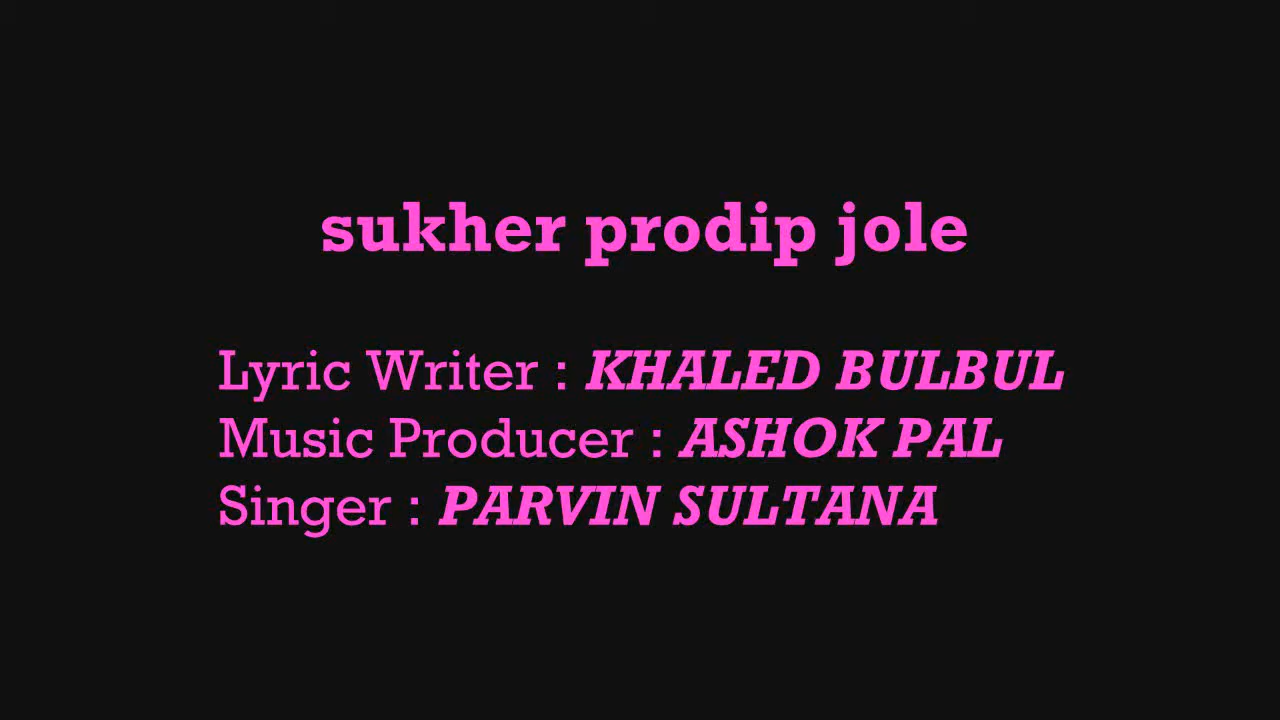 sukher prodip jole
Lyric Writer : KHALED BULBUL
Music Producer : ASHOK PAL
Singer : PARVIN SULTANA